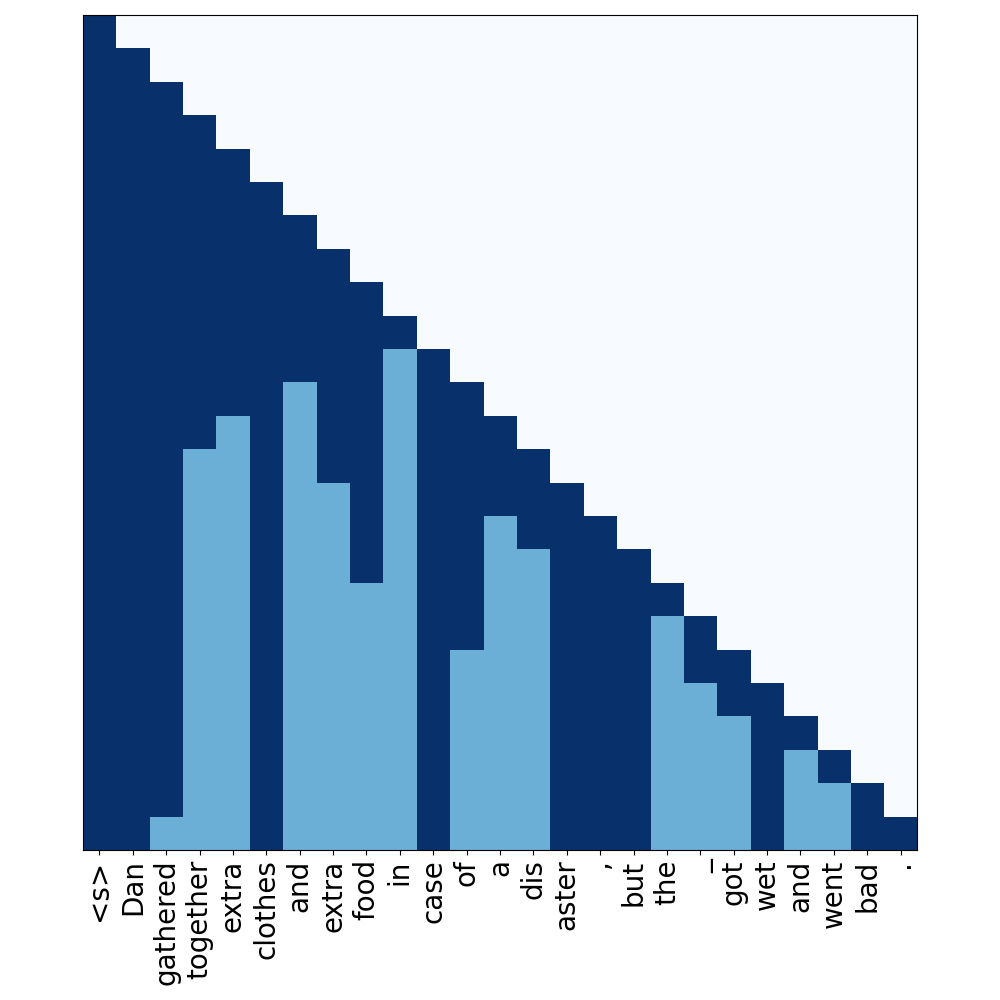 <s> Dan gathered together extra clothes and extra food in case of a dis aster , but the _ got wet and went bad .